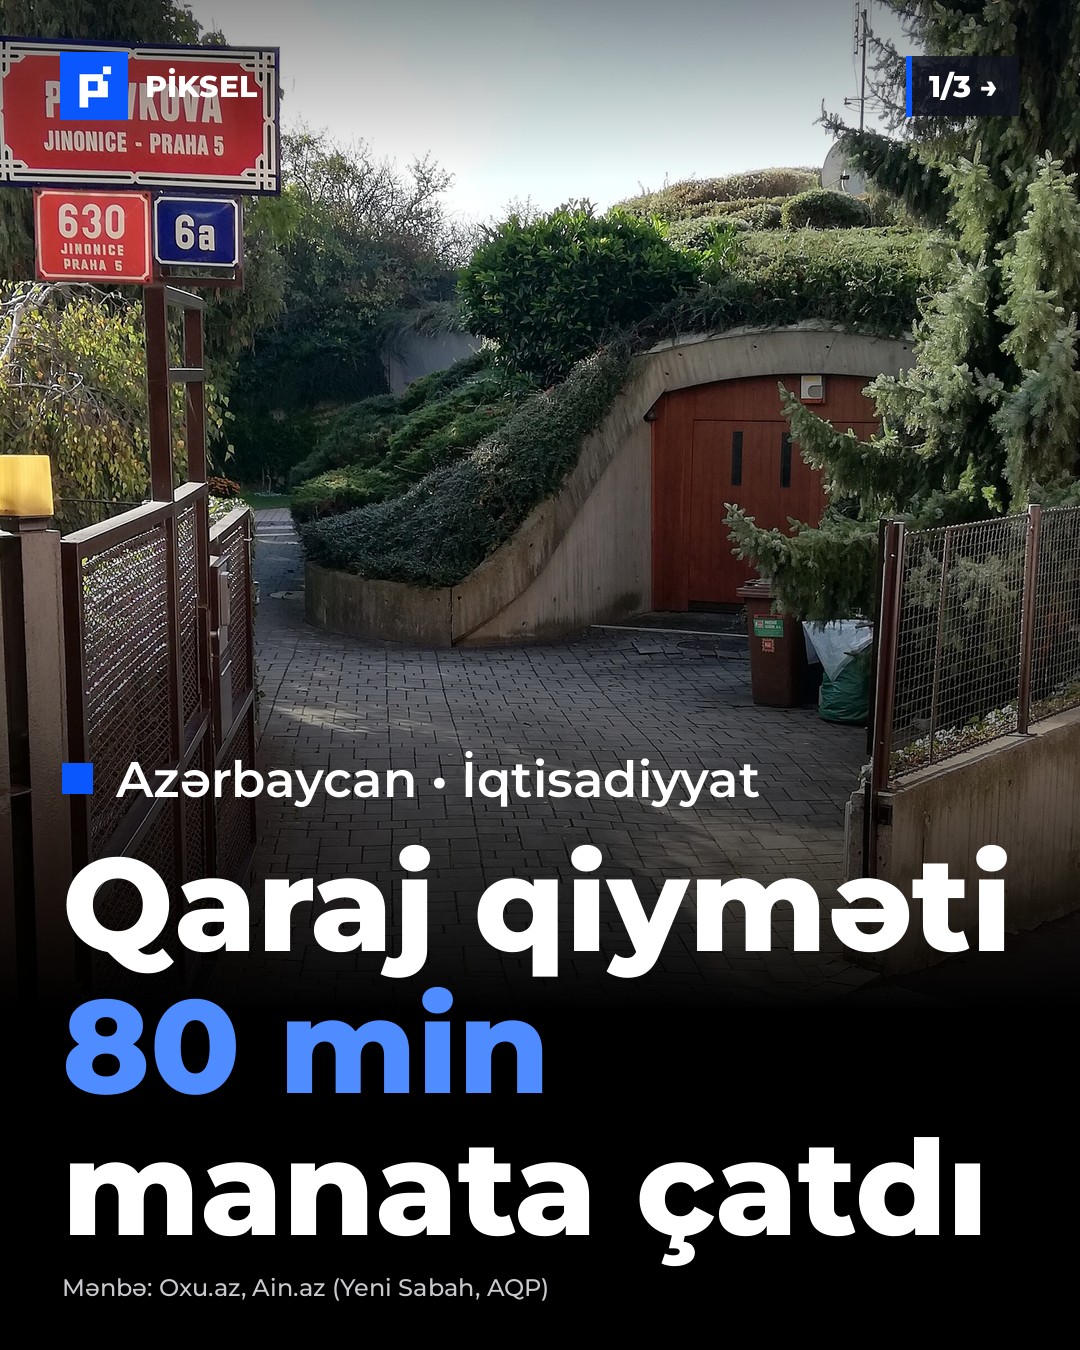 PİKSEL
1/3 →
JINONICE - PRAHA 5
630
JINONICE
PRAHA 5
6a
Azərbaycan • İqtisadiyyat
Qaraj qiyməti
80 min
manata çatdı
Mənbə: Oxu.az, Ain.az (Yeni Sabah, AQP)